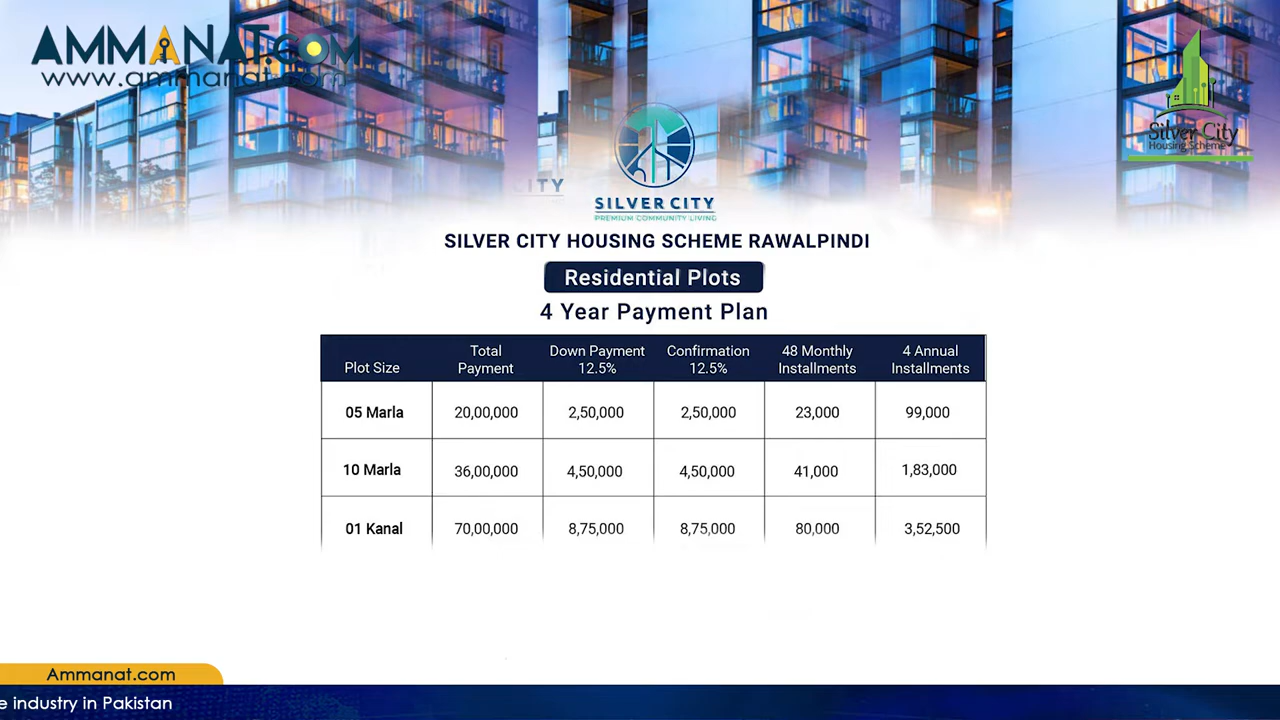 AMMANAT.COM
www.ammanat.com
Silver City
Housing Scheme
ITY
SILVER CITY
PREMIUM COMMUNITY LIVING
SILVER CITY HOUSING SCHEME RAWALPINDI
Residential Plots
4 Year Payment Plan
Plot Size Total Payment Down Payment 12.5% Confirmation 12.5% 48 Monthly Installments 4 Annual Installments
05 Marla 20,00,000 2,50,000 2,50,000 23,000 99,000
10 Marla 36,00,000 4,50,000 4,50,000 41,000 1,83,000
01 Kanal 70,00,000 8,75,000 8,75,000 80,000 3,52,500
Ammanat.com
e industry in Pakistan